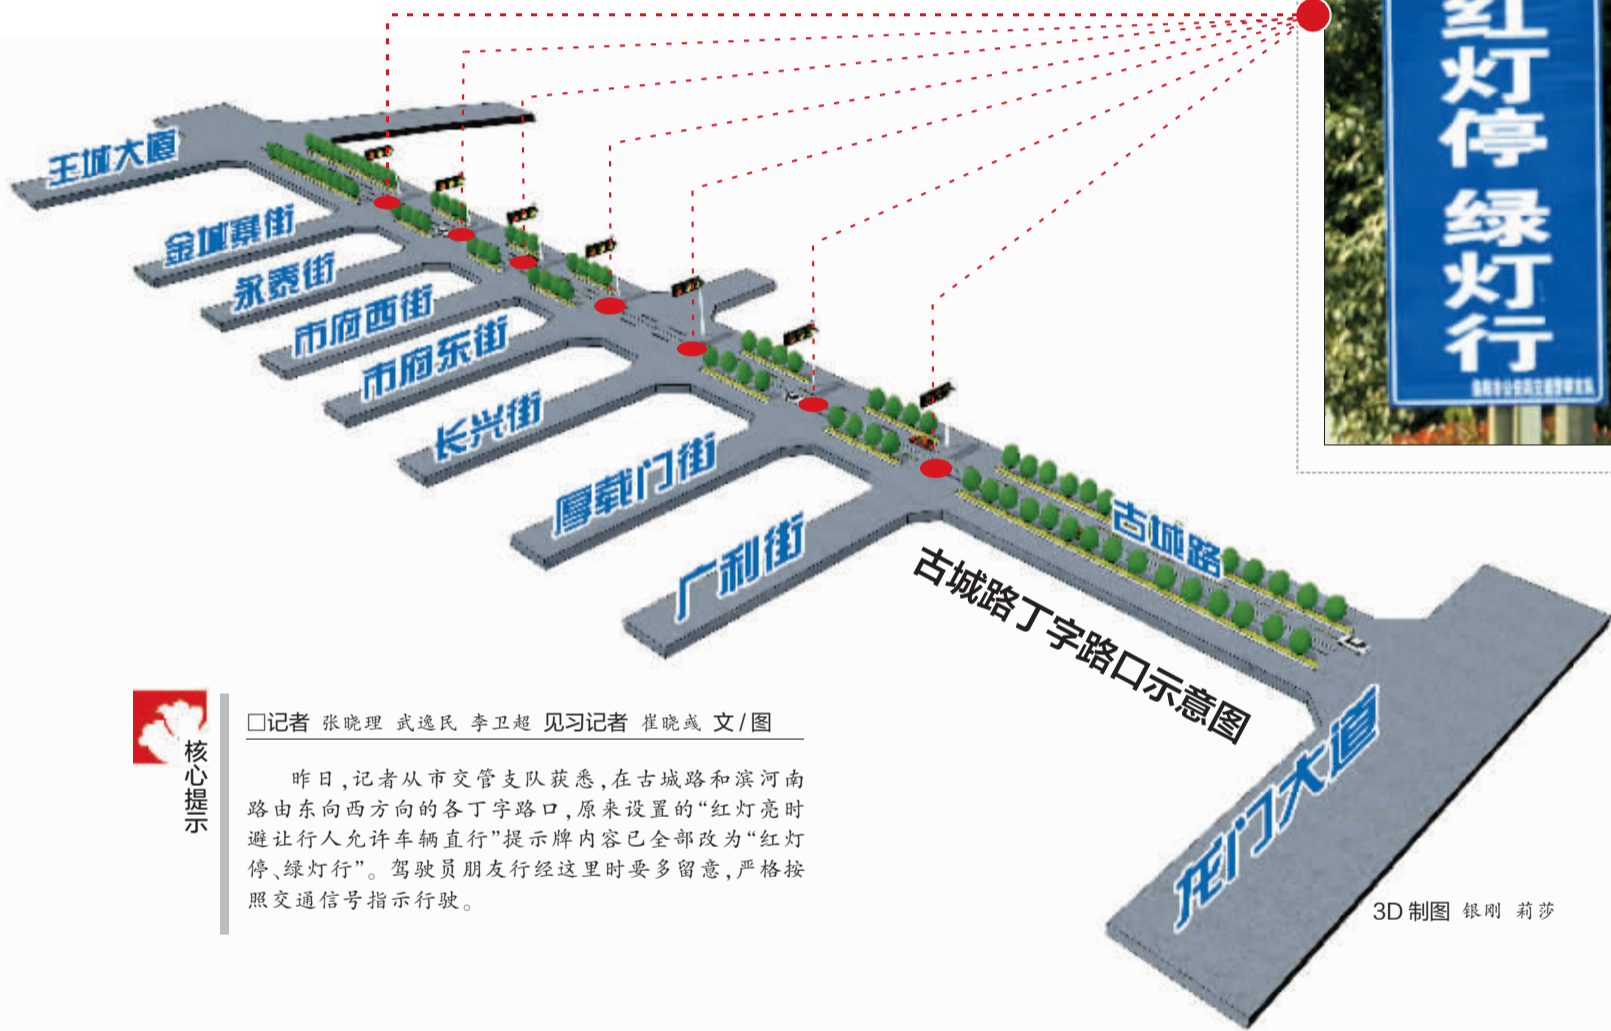 红
灯
停
绿
灯
行
王城大道
金城寨街
永泰街
市府西街
市府东街
长兴街
厚载门街
广利街
古城路
古城路丁字路口示意图
龙门大道
核心提示
□记者 张晓理 武逸民 李卫超 见习记者 崔晓彧 文/图
昨日,记者从市交管支队获悉,在古城路和滨河南
路由东向西方向的各丁字路口,原来设置的“红灯亮时
避让行人允许车辆直行”提示牌内容已全部改为“红灯
停、绿灯行”。驾驶员朋友行经这里时要多留意,严格按
照交通信号指示行驶。
3D 制图 银刚 莉莎